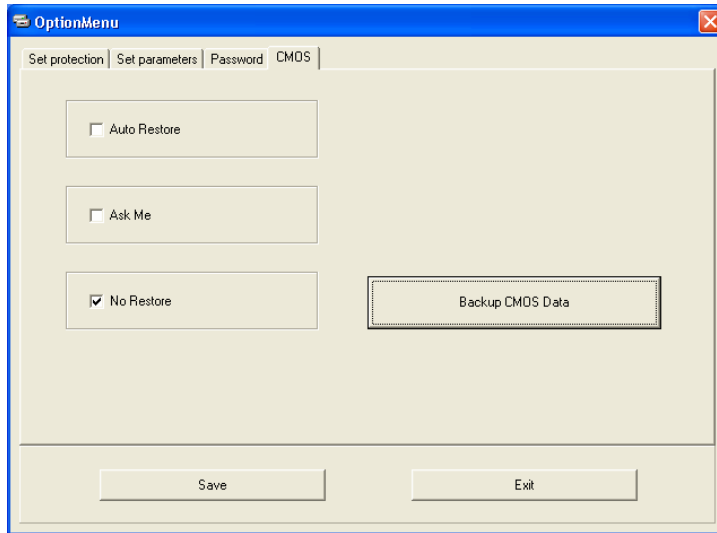 OptionMenu
Set protection Set parameters Password CMOS
Auto Restore
Ask Me
No Restore
Backup CMOS Data
Save Exit